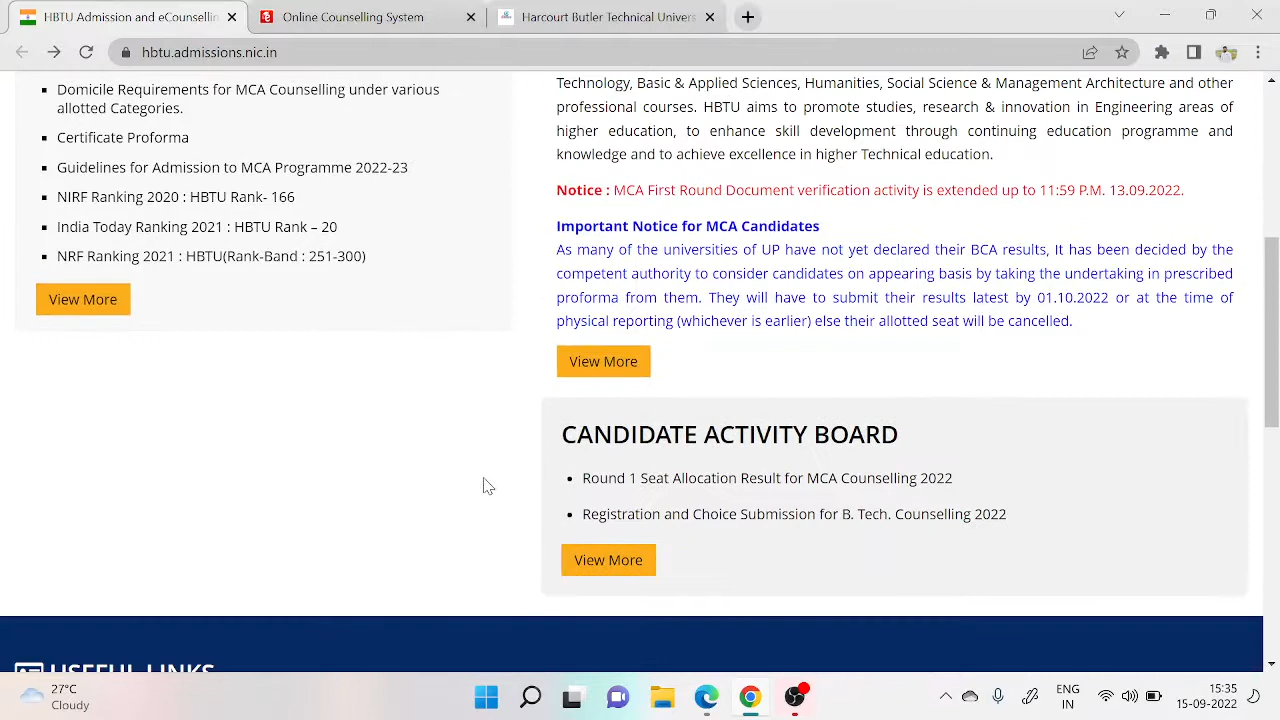 HBTU Admission and eCounselin
Online Counselling System
Harcourt Butler Technical Univers
hbtu.admissions.nic.in
Domicile Requirements for MCA Counselling under various
allotted Categories.
Certificate Proforma
Guidelines for Admission to MCA Programme 2022-23
NIRF Ranking 2020 : HBTU Rank- 166
India Today Ranking 2021 : HBTU Rank – 20
NRF Ranking 2021 : HBTU(Rank-Band : 251-300)
View More
Technology, Basic & Applied Sciences, Humanities, Social Science & Management Architecture and other
professional courses. HBTU aims to promote studies, research & innovation in Engineering areas of
higher education, to enhance skill development through continuing education programme and
knowledge and to achieve excellence in higher Technical education.
Notice : MCA First Round Document verification activity is extended up to 11:59 P.M. 13.09.2022.
Important Notice for MCA Candidates
As many of the universities of UP have not yet declared their BCA results, It has been decided by the
competent authority to consider candidates on appearing basis by taking the undertaking in prescribed
proforma from them. They will have to submit their results latest by 01.10.2022 or at the time of
physical reporting (whichever is earlier) else their allotted seat will be cancelled.
View More
CANDIDATE ACTIVITY BOARD
Round 1 Seat Allocation Result for MCA Counselling 2022
Registration and Choice Submission for B. Tech. Counselling 2022
View More
USEFUL LINKS
27°C
Cloudy
ENG
IN
15:35
15-09-2022